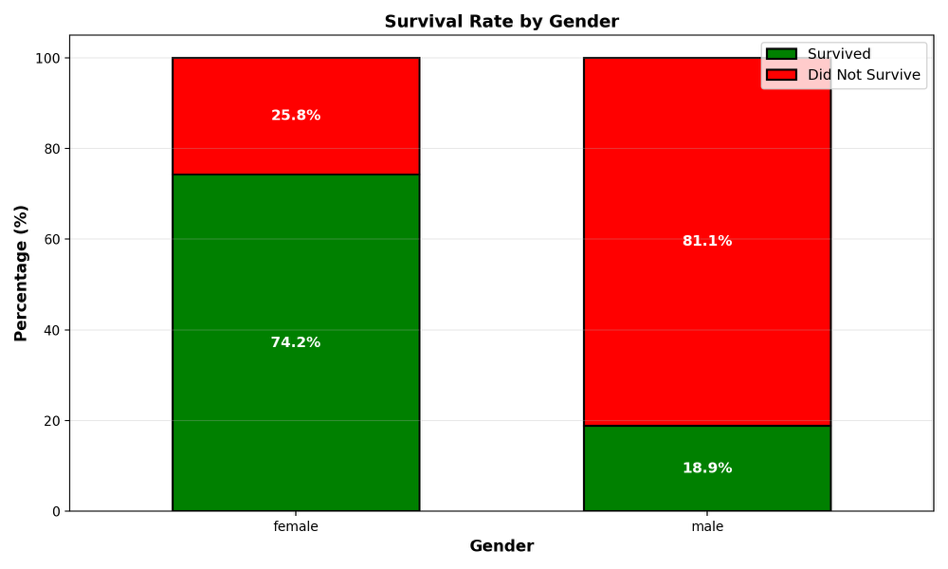 Survival Rate by Gender
Survived
Did Not Survive
Percentage (%)
100
80
60
40
20
0
25.8%
74.2%
81.1%
18.9%
female
male
Gender